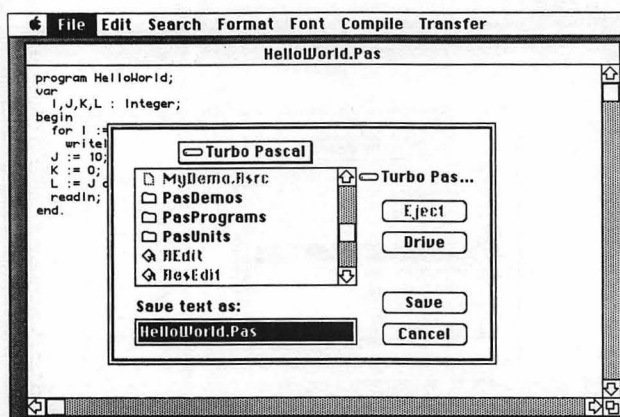 File Edit Search Format Font Compile Transfer
HelloWorld.Pas
program HelloWorld;
var
I,J,K,L : Integer;
begin
for I :=
writel
J := 10;
K := 0;
L := J
readln;
end.
Turbo Pascal
MyDemo.Rsrc
PasDemos
PasPrograms
PasUnits
REdit
ResEdit
Turbo Pas...
Eject
Drive
Save text as:
HelloWorld.Pas
Save
Cancel